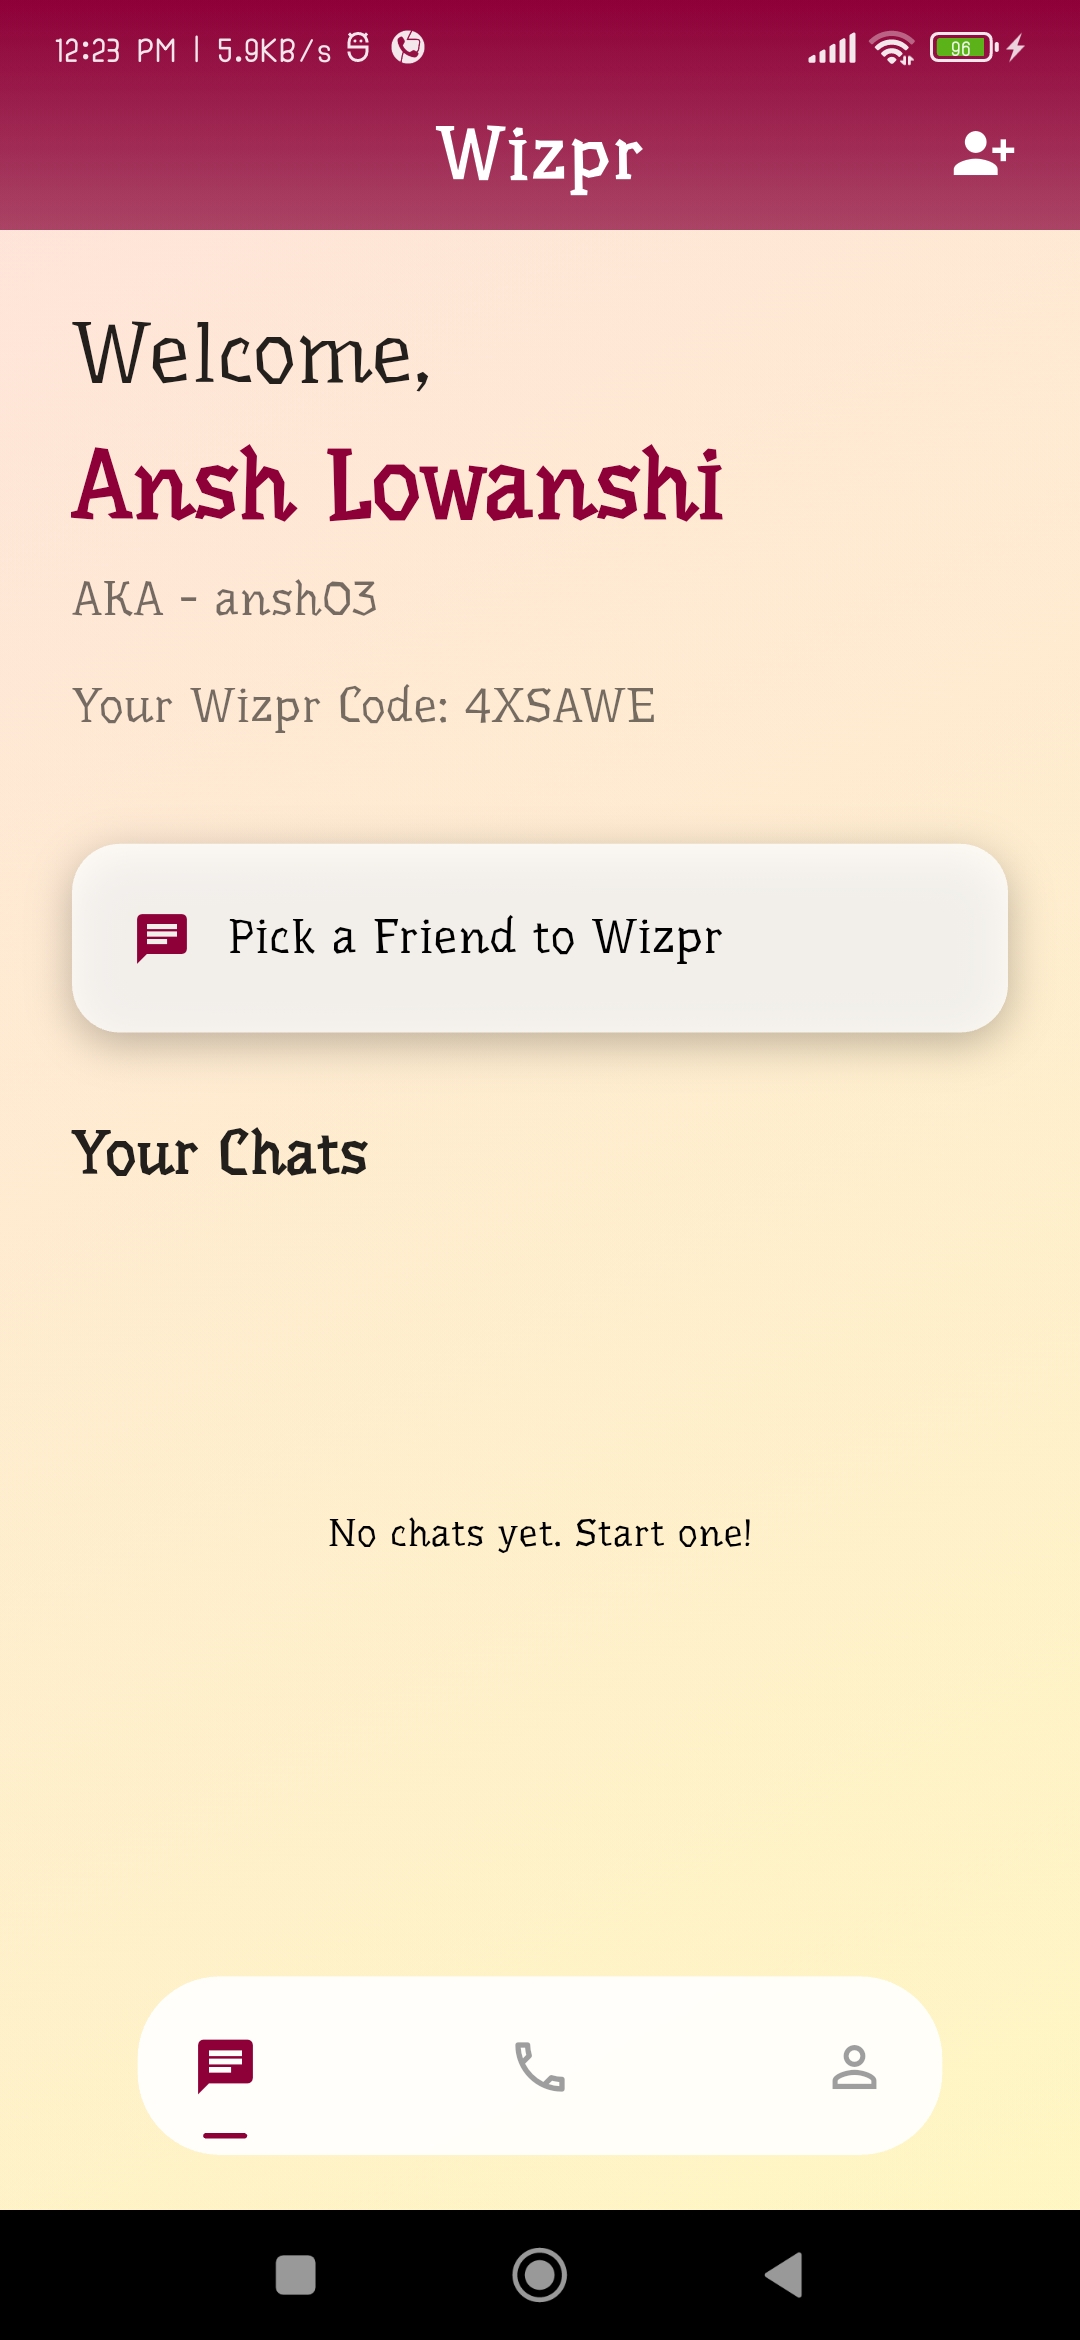 12:23 PM | 5.9KB/s
96
Wizpr
Welcome,
Ansh Lowanshi
AKA - ansh03
Your Wizpr Code: 4XSAWE
Pick a Friend to Wizpr
Your Chats
No chats yet. Start one!